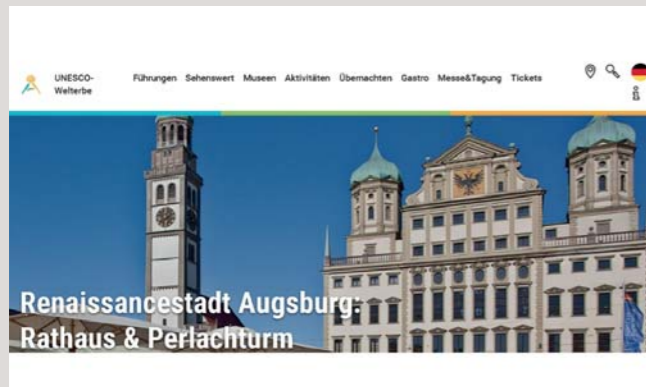 UNESCO-
Welterbe
Führungen Sehenswert Museen Aktivitäten Übernachten Gastro Messe&Tagung Tickets
Renaissancestadt Augsburg:
Rathaus & Perlachturm